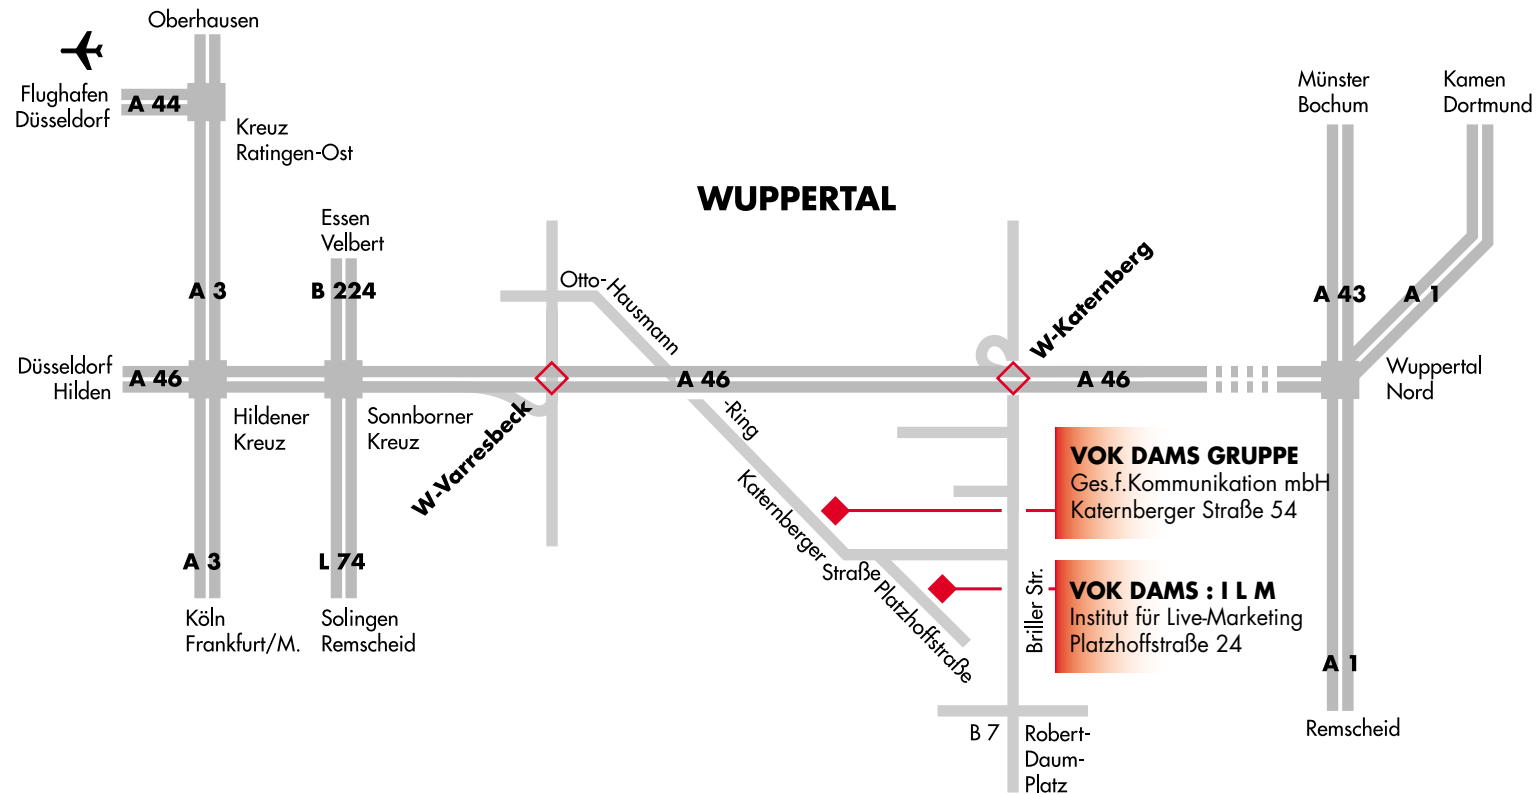 Oberhausen
Flughafen
Düsseldorf
A 44
Kreuz
Ratingen-Ost
Münster
Bochum
Kamen
Dortmund
WUPPERTAL
Essen
Velbert
A 3
B 224
Otto-Hausmann
-Ring
W-Katernberg
A 43
A 1
Düsseldorf
Hilden
A 46
A 46
A 46
Wuppertal
Nord
Hildener
Kreuz
Sonnborner
Kreuz
W-Varresbeck
Katernberger
Straße
Platzhoffstraße
VOK DAMS GRUPPE
Ges.f.Kommunikation mbH
Katernberger Straße 54
A 3
L 74
Köln
Frankfurt/M.
Solingen
Remscheid
Briller Str.
VOK DAMS : I L M
Institut für Live-Marketing
Platzhoffstraße 24
A 1
Remscheid
B 7
Robert-
Daum-
Platz